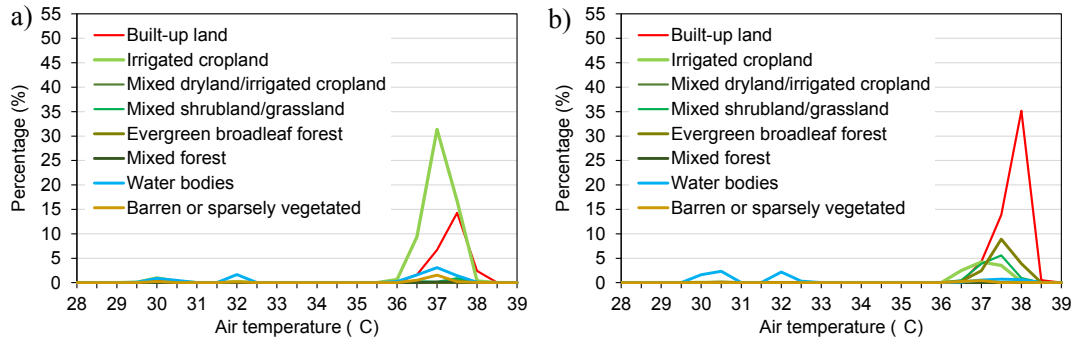 a)
55
50
45
40
35
30
25
20
15
10
5
0
Percentage (%)
Built-up land
Irrigated cropland
Mixed dryland/irrigated cropland
Mixed shrubland/grassland
Evergreen broadleaf forest
Mixed forest
Water bodies
Barren or sparsely vegetated
28 29 30 31 32 33 34 35 36 37 38 39
Air temperature ( C)
b)
55
50
45
40
35
30
25
20
15
10
5
0
Percentage (%)
Built-up land
Irrigated cropland
Mixed dryland/irrigated cropland
Mixed shrubland/grassland
Evergreen broadleaf forest
Mixed forest
Water bodies
Barren or sparsely vegetated
28 29 30 31 32 33 34 35 36 37 38 39
Air temperature ( C)